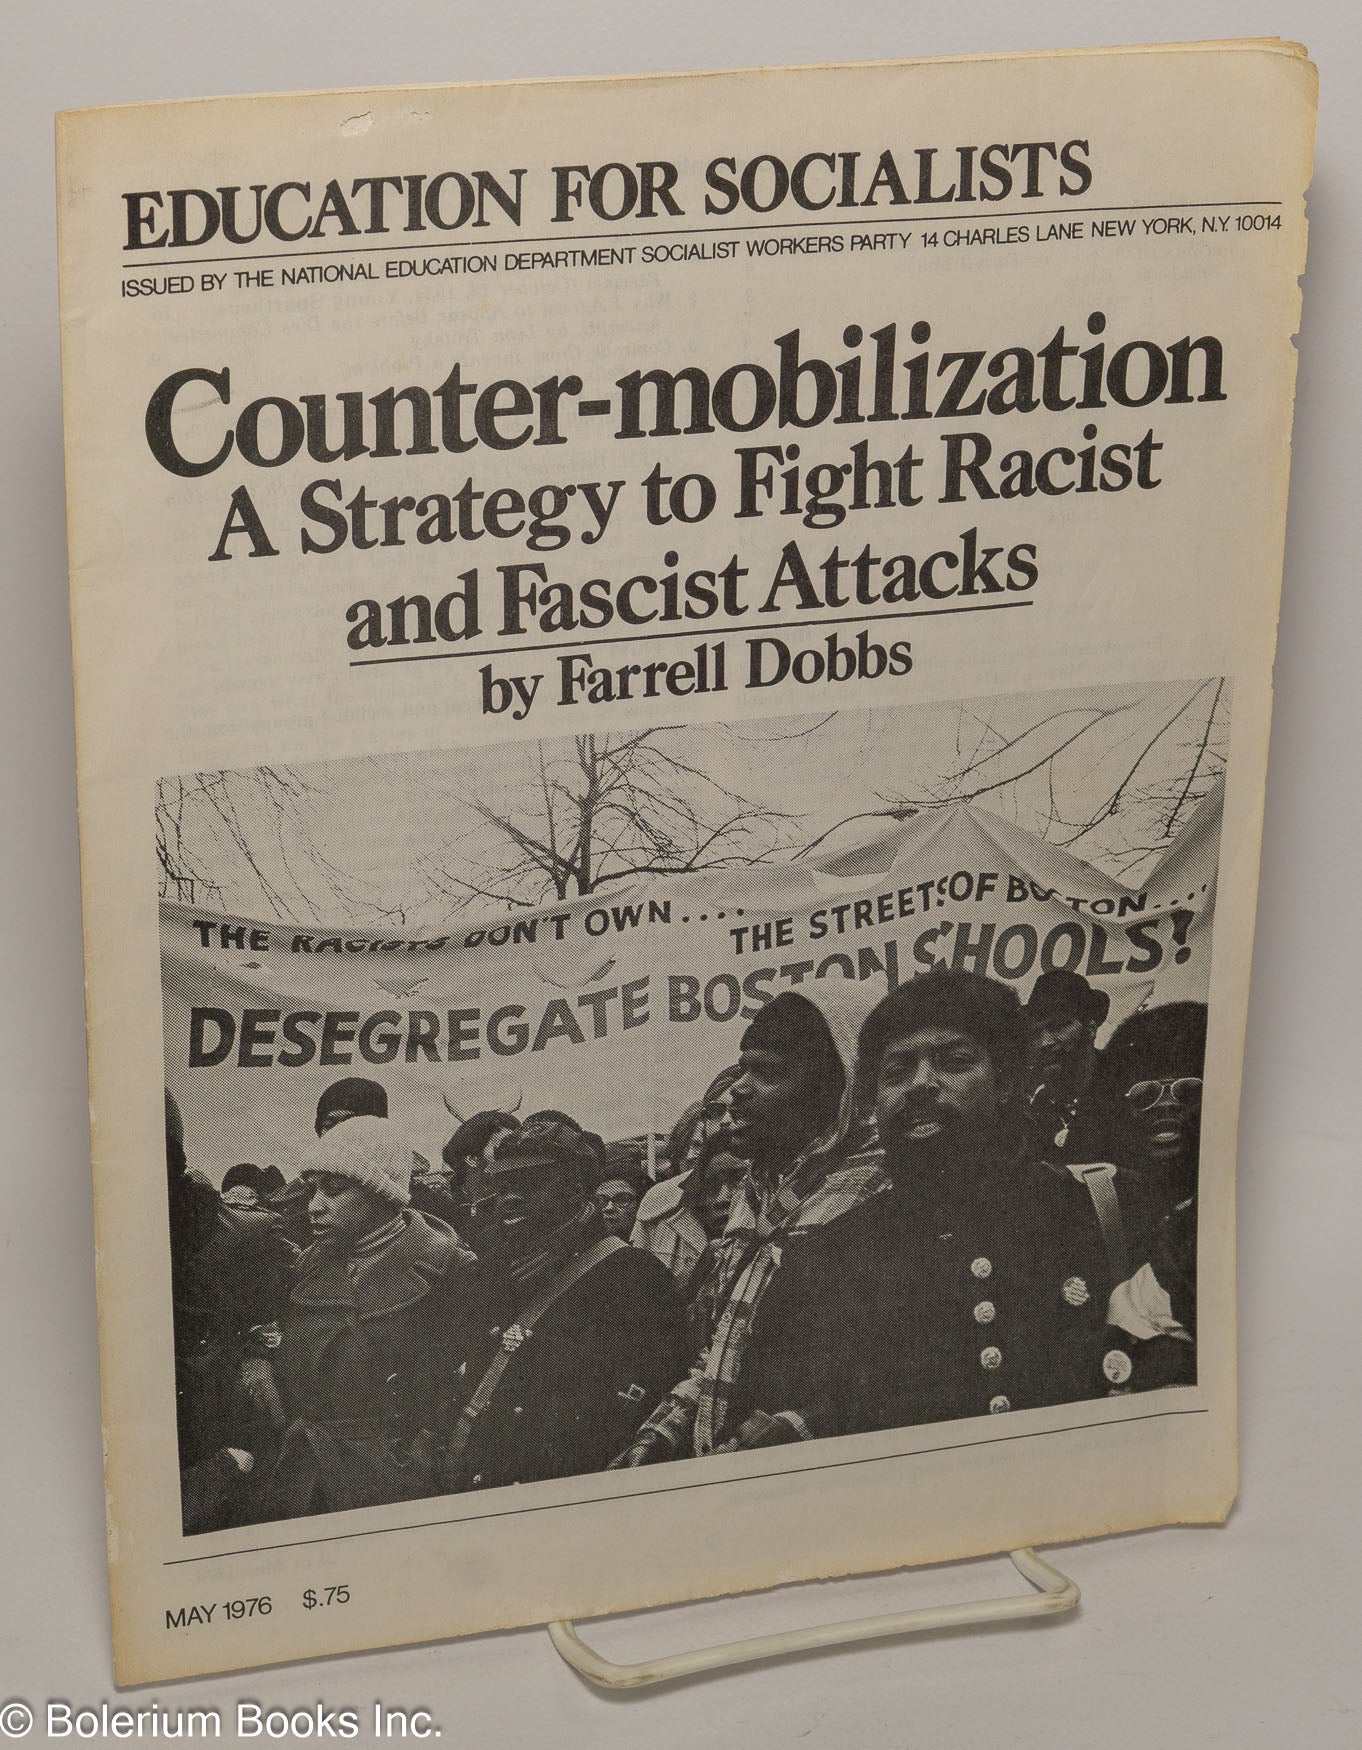 EDUCATION FOR SOCIALISTS
ISSUED BY THE NATIONAL EDUCATION DEPARTMENT SOCIALIST WORKERS PARTY 14 CHARLES LANE NEW YORK, N.Y. 10014
Counter-mobilization
A Strategy to Fight Racist
and Fascist Attacks
by Farrell Dobbs
THE RACISTS DON'T OWN.... THE STREETS OF BOSTON...
DESEGREGATE BOSTON SCHOOLS!
MAY 1976 $.75
© Bolerium Books Inc.